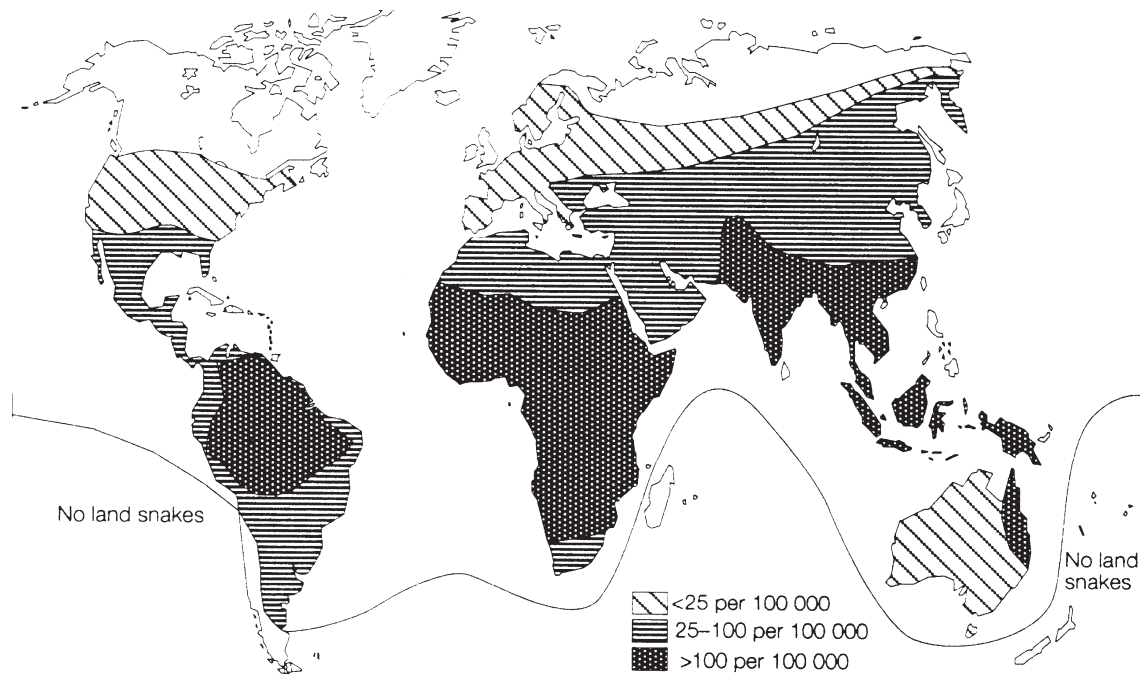 No land snakes
No land
snakes
<25 per 100 000
25–100 per 100 000
>100 per 100 000